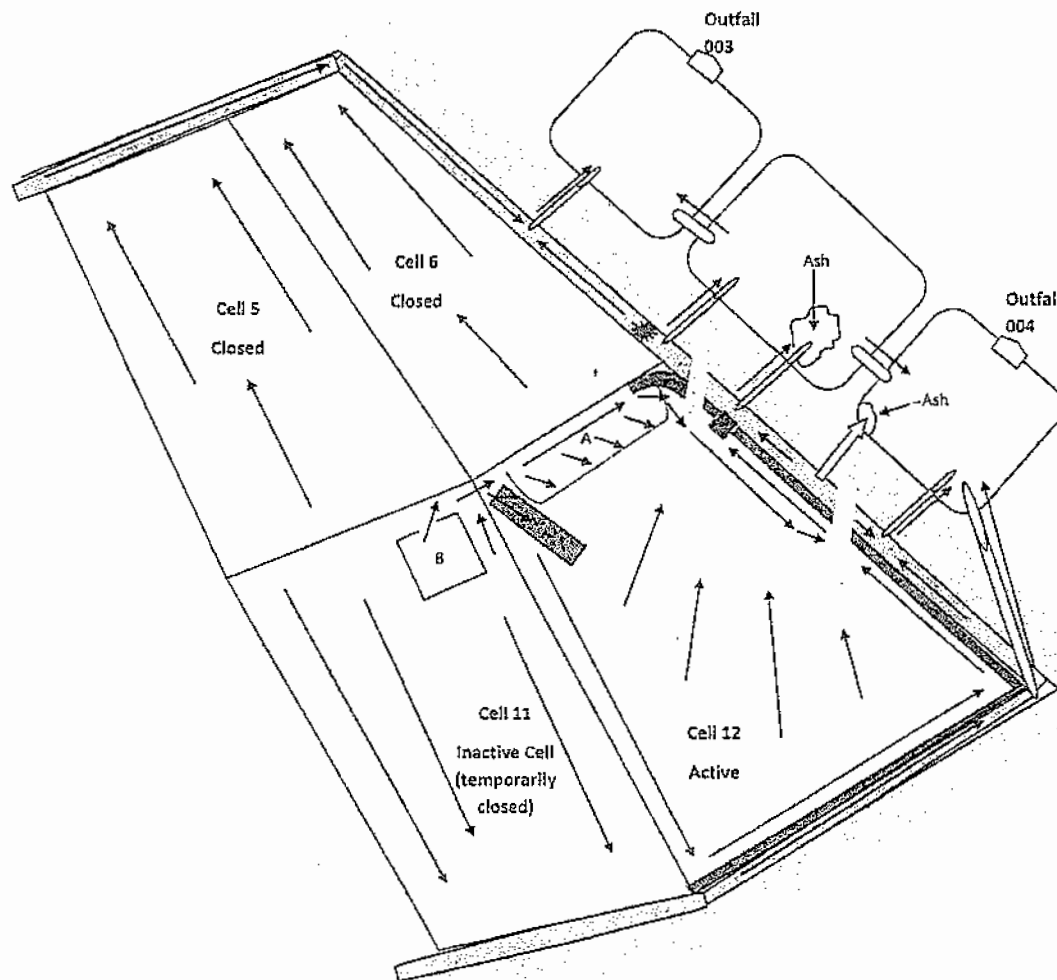 Outfall
003
Ash
Outfall
004
Ash
Cell 6
Closed
Cell 5
Closed
A
B
Cell 11
Inactive Cell
(temporarily
closed)
Cell 12
Active